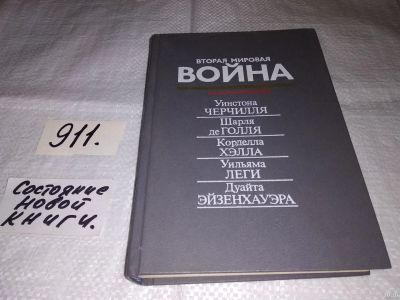 ВТОРАЯ МИРОВАЯ
ВОЙНА
Уинстона
ЧЕРЧИЛЛЯ
Шарля
де ГОЛЛЯ
Корделла
ХЭЛЛА
Уильяма
ЛЕГИ
Дуайта
ЭЙЗЕНХАУЭРА
911.
Состояние
новой
книги.